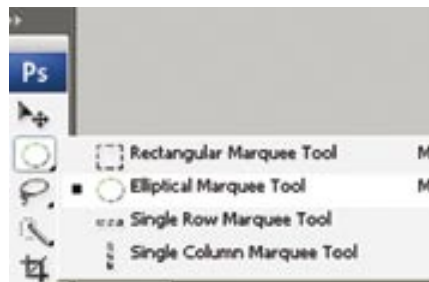 Ps
Rectangular Marquee Tool M
Elliptical Marquee Tool M
Single Row Marquee Tool
Single Column Marquee Tool